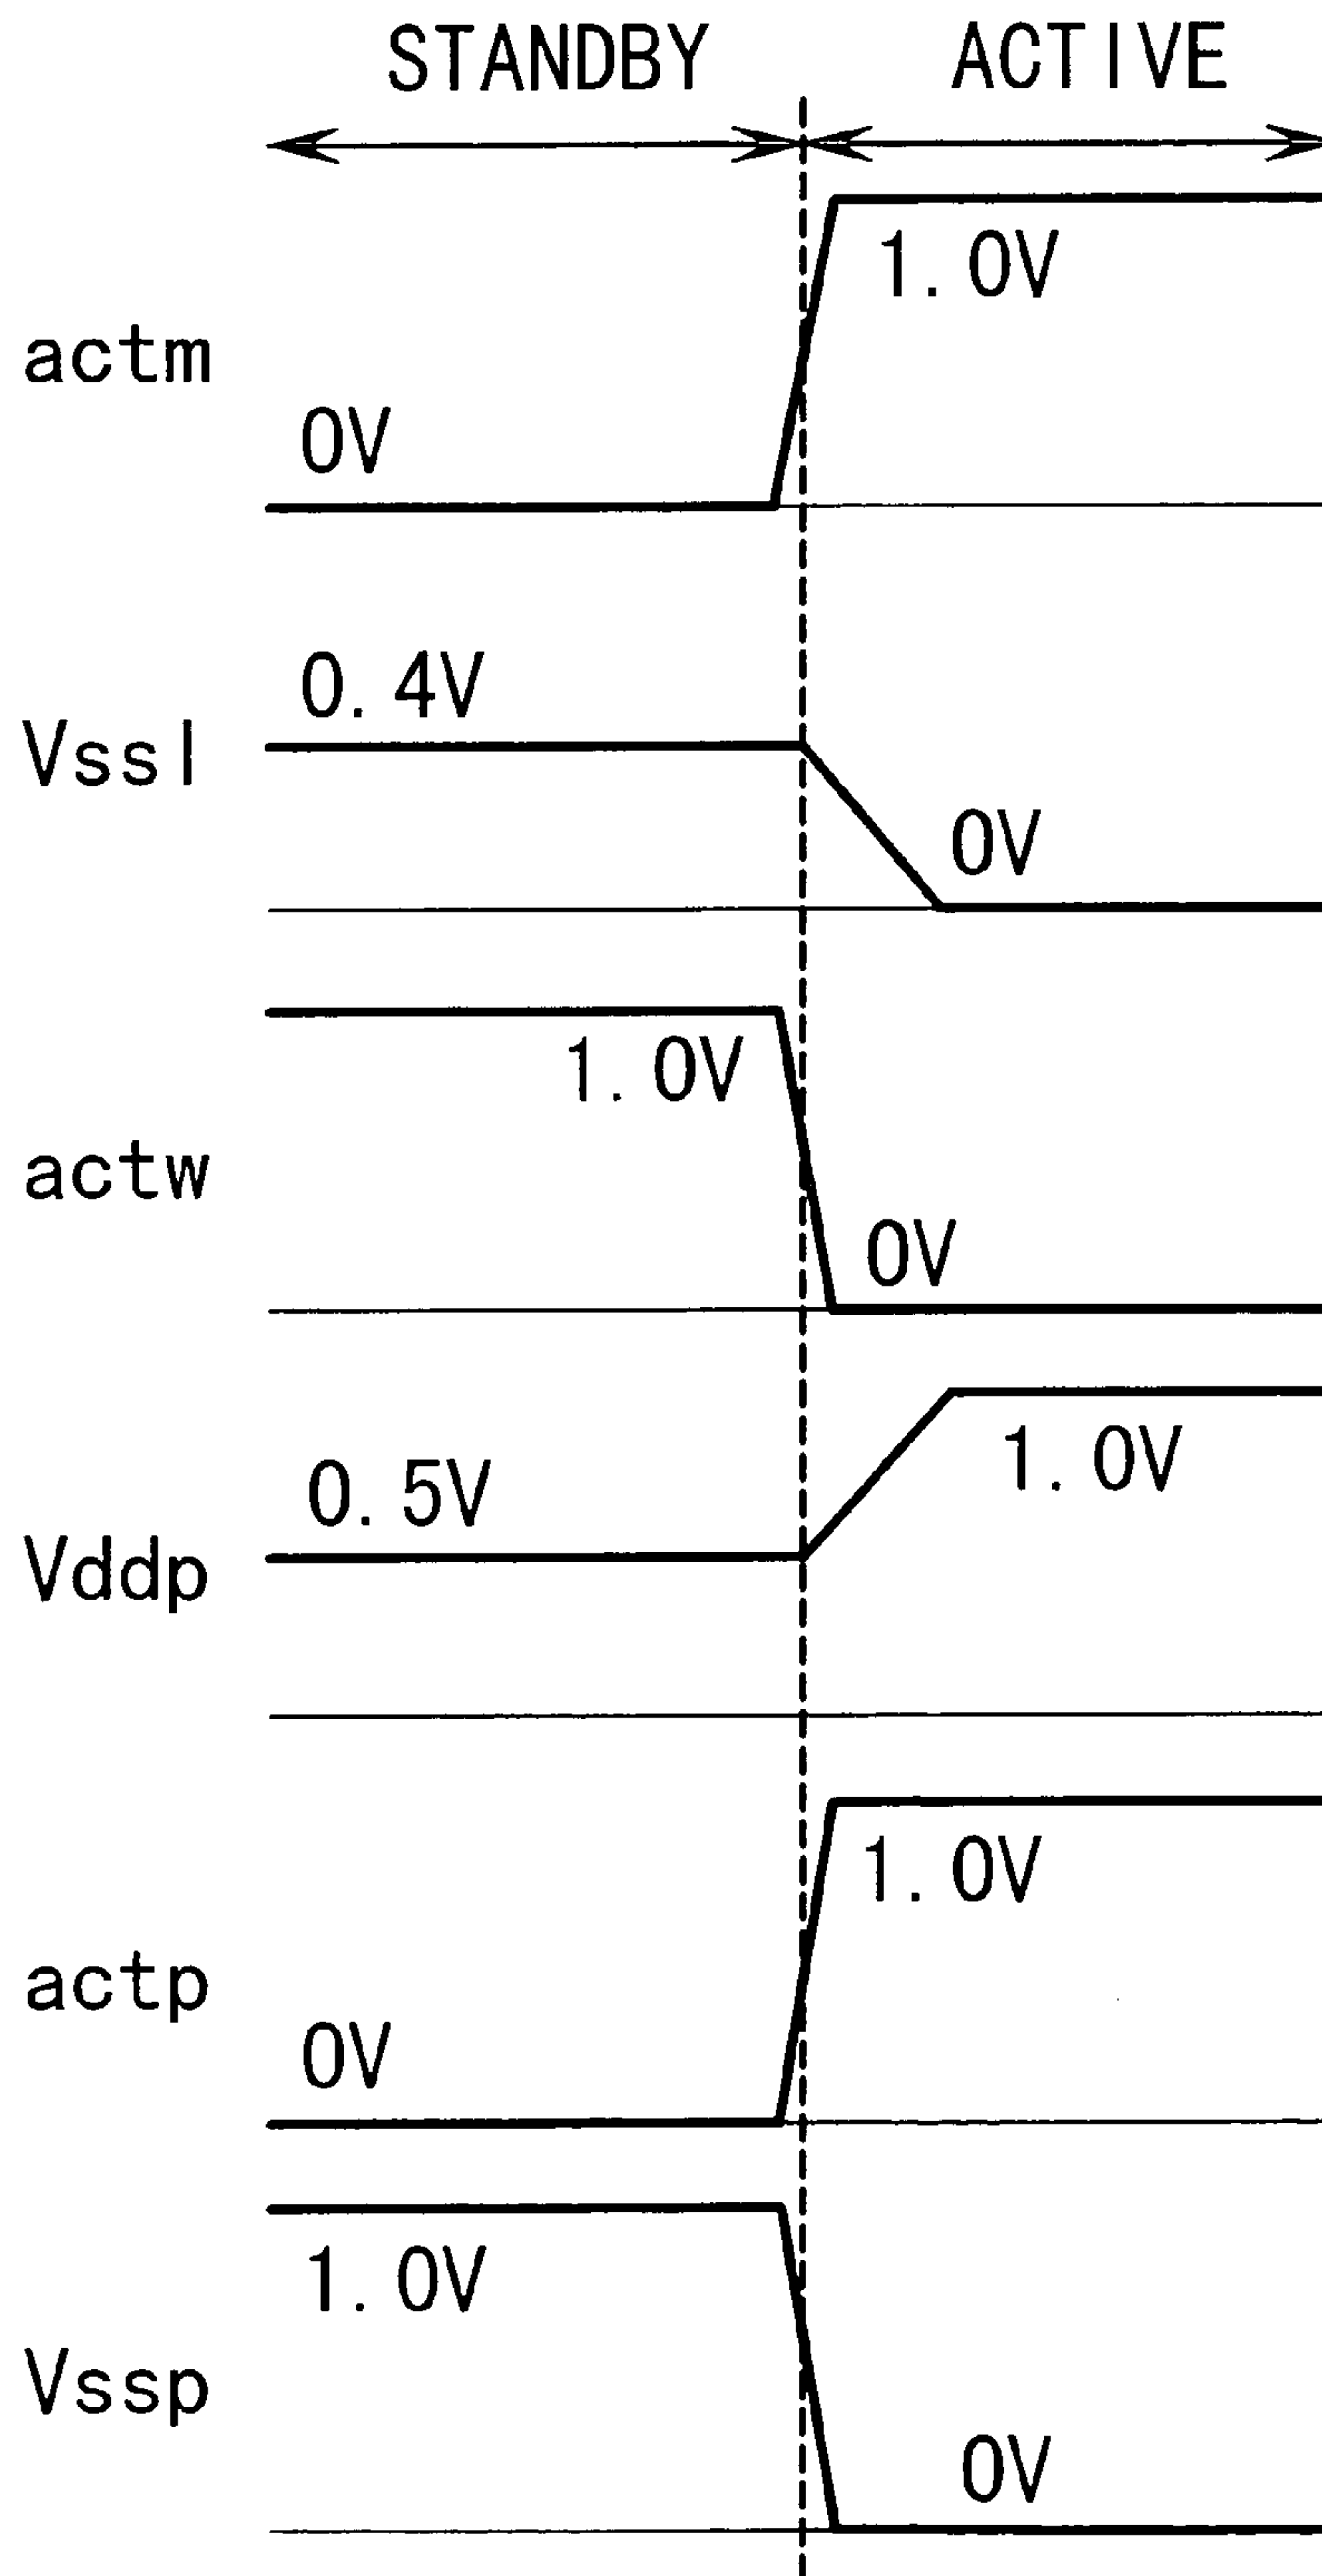 STANDBY ACTIVE
1.0V
actm
0V
0.4V
Vssl
0V
1.0V
actw
0V
1.0V
0.5V
Vddp
1.0V
actp
0V
1.0V
Vssp
0V